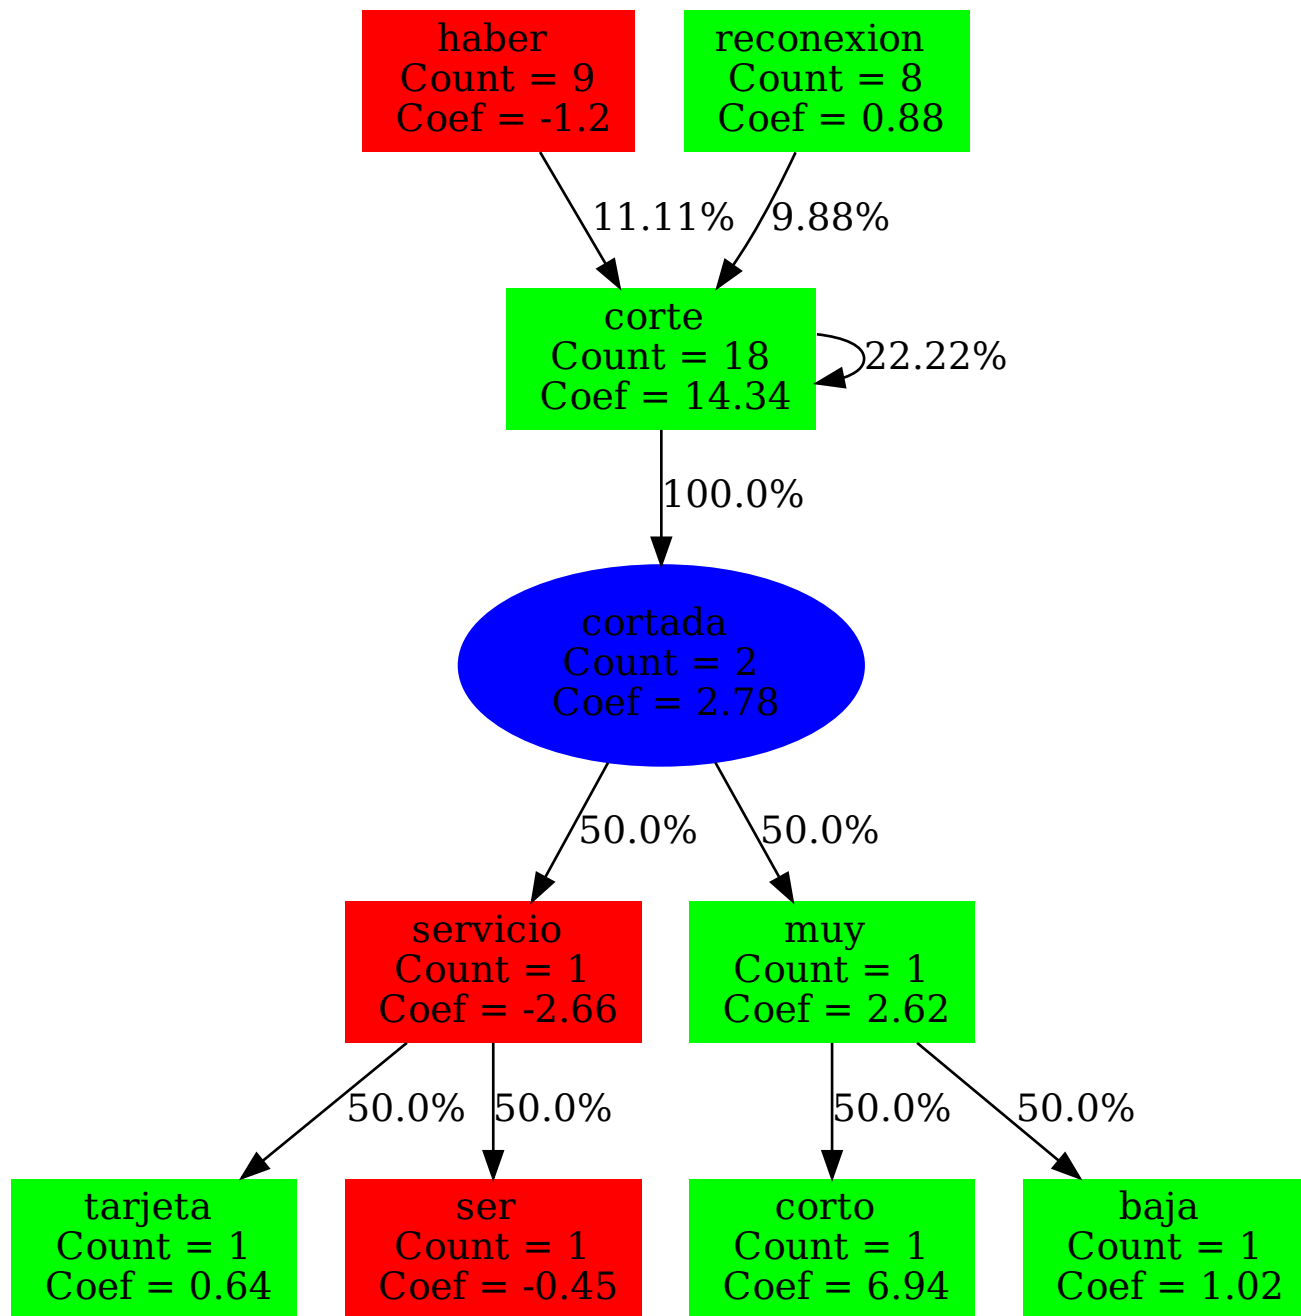 haber
Count = 9
Coef = -1.2
reconexion
Count = 8
Coef = 0.88
11.11%
9.88%
corte
Count = 18
Coef = 14.34
22.22%
100.0%
cortada
Count = 2
Coef = 2.78
50.0%
50.0%
servicio
Count = 1
Coef = -2.66
muy
Count = 1
Coef = 2.62
50.0%
50.0%
50.0%
50.0%
tarjeta
Count = 1
Coef = 0.64
ser
Count = 1
Coef = -0.45
corto
Count = 1
Coef = 6.94
baja
Count = 1
Coef = 1.02